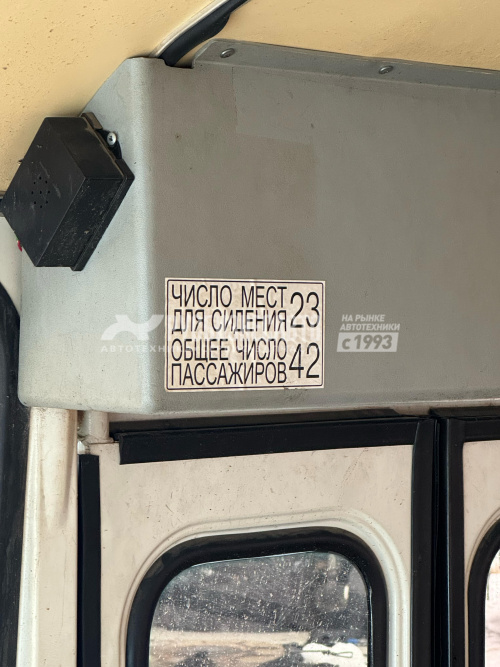 ЧИСЛО МЕСТ
ДЛЯ СИДЕНИЯ 23
ОБЩЕЕ ЧИСЛО
ПАССАЖИРОВ 42
НА РЫНКЕ
АВТОТЕХНИКИ
с 1993